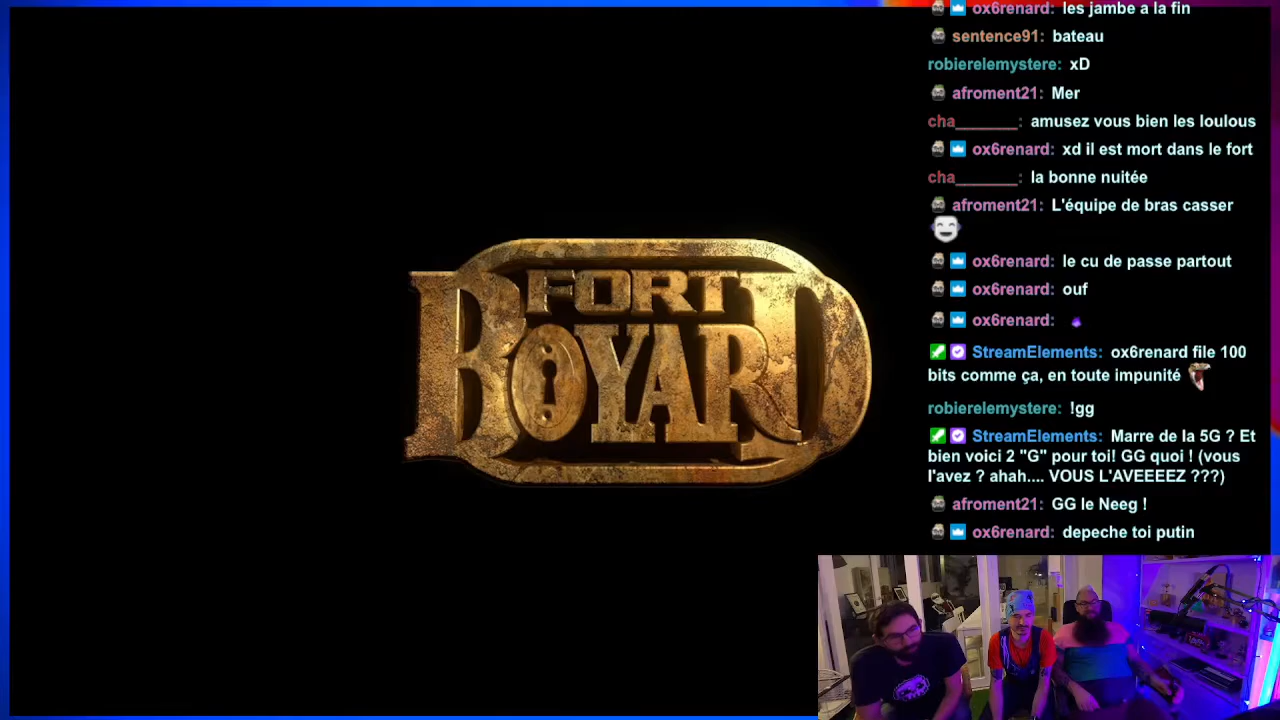 FORT
BOYARD
ox6renard: les jambe a la fin
sentence91: bateau
robierelemystere: xD
afroment21: Mer
cha_______: amusez vous bien les loulous
ox6renard: xd il est mort dans le fort
cha_______: la bonne nuitée
afroment21: L'équipe de bras casser
ox6renard: le cu de passe partout
ox6renard: ouf
ox6renard:
StreamElements: ox6renard file 100
bits comme ça, en toute impunité
robierelemystere: !gg
StreamElements: Marre de la 5G ? Et
bien voici 2 "G" pour toi! GG quoi ! (vous
l'avez ? ahah.... VOUS L'AVEEEEZ ???)
afroment21: GG le Neeg !
ox6renard: depeche toi putin